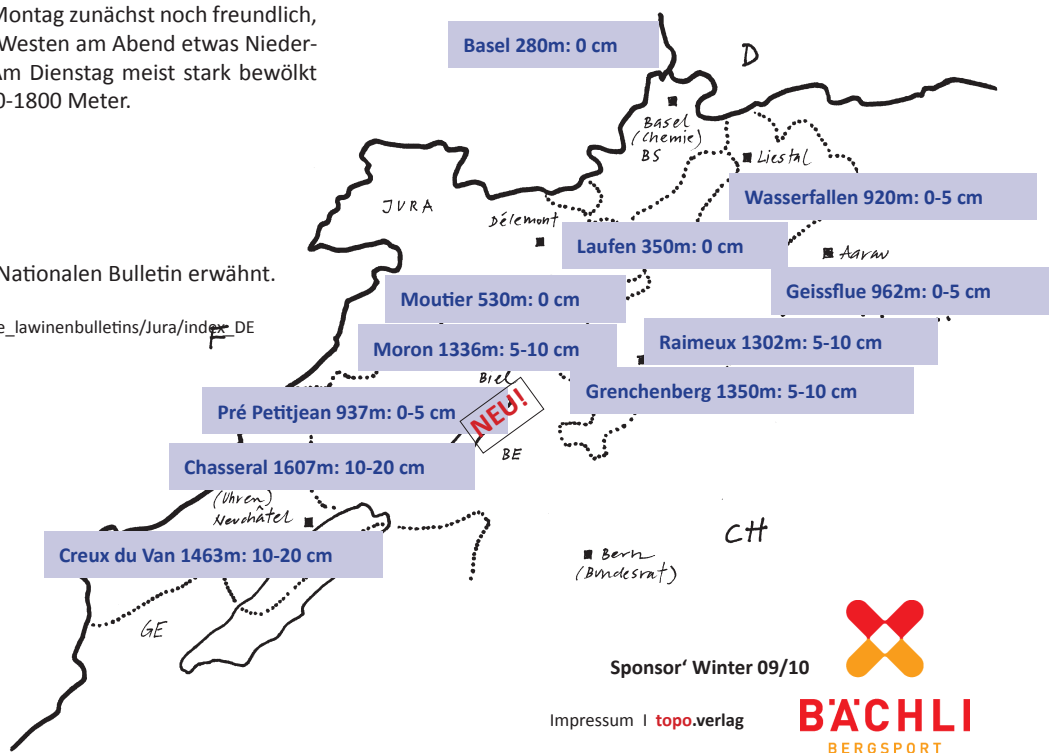 Montag zunächst noch freundlich,
Westen am Abend etwas Nieder-
Am Dienstag meist stark bewölkt
0-1800 Meter.
Nationalen Bulletin erwähnt.
e_lawinenbulletins/Jura/index_DE
Basel 280m: 0 cm
D
Basel
(Chemie)
BS
Liestal
Wasserfallen 920m: 0-5 cm
JURA
Délemont
Laufen 350m: 0 cm
Aarau
Moutier 530m: 0 cm
Geissflue 962m: 0-5 cm
F
Moron 1336m: 5-10 cm
Raimeux 1302m: 5-10 cm
Biel
Grenchenberg 1350m: 5-10 cm
Pré Petitjean 937m: 0-5 cm
NEU!
BE
Chasseral 1607m: 10-20 cm
(Uhren)
Neuchâtel
CH
Creux du Van 1463m: 10-20 cm
Bern
(Bundesrat)
GE
Sponsor' Winter 09/10
Impressum I topo.verlag
BÄCHLI
BERGSPORT